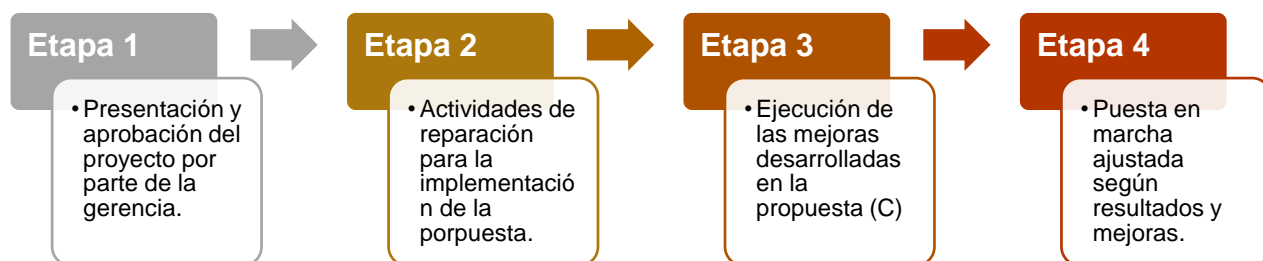 Etapa 1
• Presentación y
aprobación del
proyecto por
parte de la
gerencia.
Etapa 2
• Actividades de
reparación
para la
implementació
n de la
porpuesta.
Etapa 3
• Ejecución de
las mejoras
desarrolladas
en la
propuesta (C)
Etapa 4
• Puesta en
marcha
ajustada
según
resultados y
mejoras.